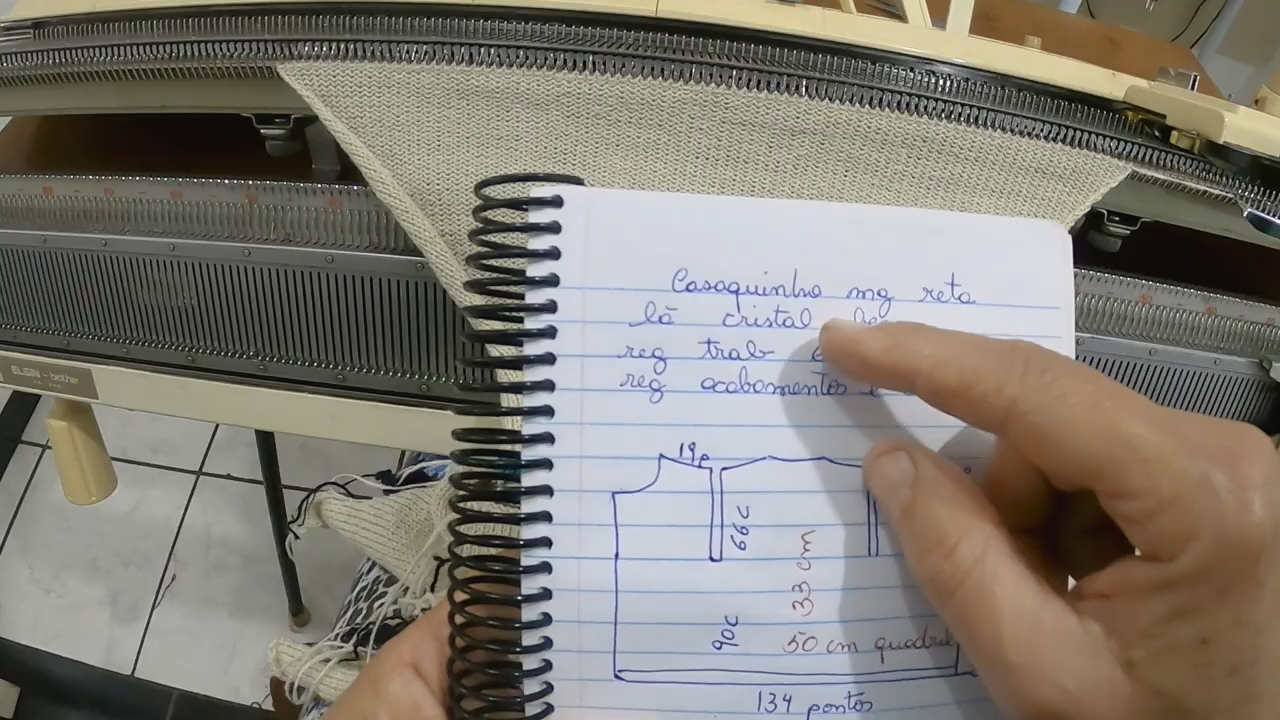 Casaquinho mg reta
lã cristal
reg trab
reg acabamentos
19p
66c
33 cm
90c
50 cm
134 pontos
ELGIN - brother